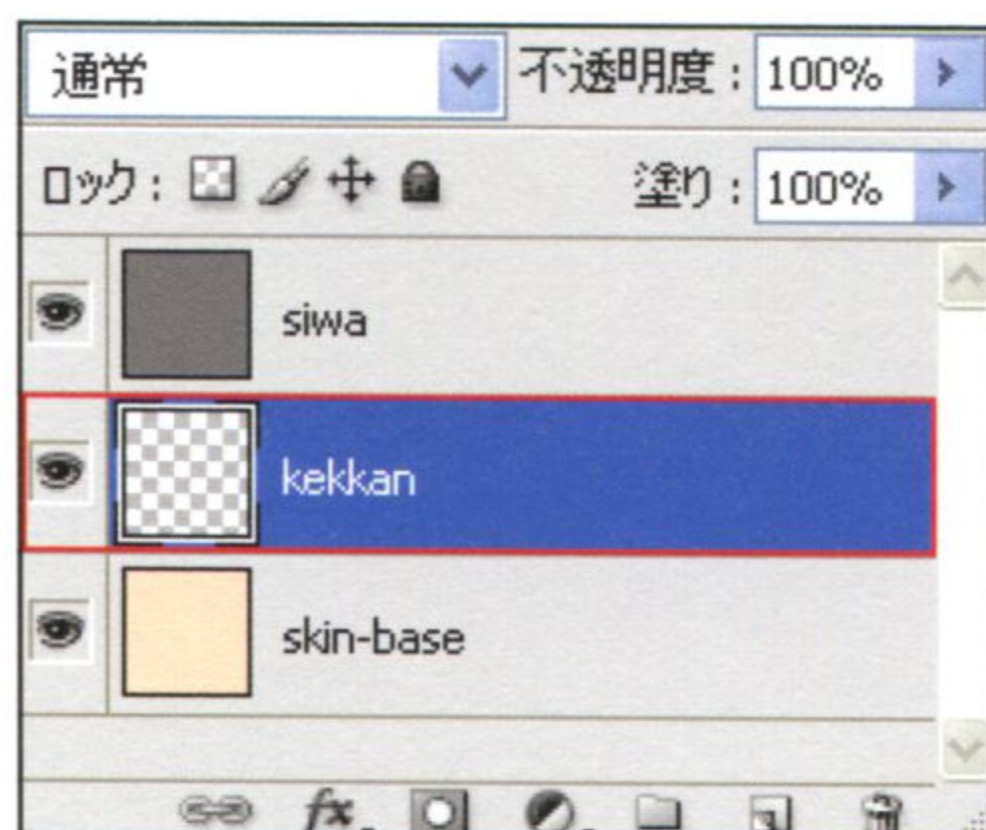 通常 不透明度 : 100%
ロック : 塗り : 100%
siwa
kekkan
skin-base
fx.